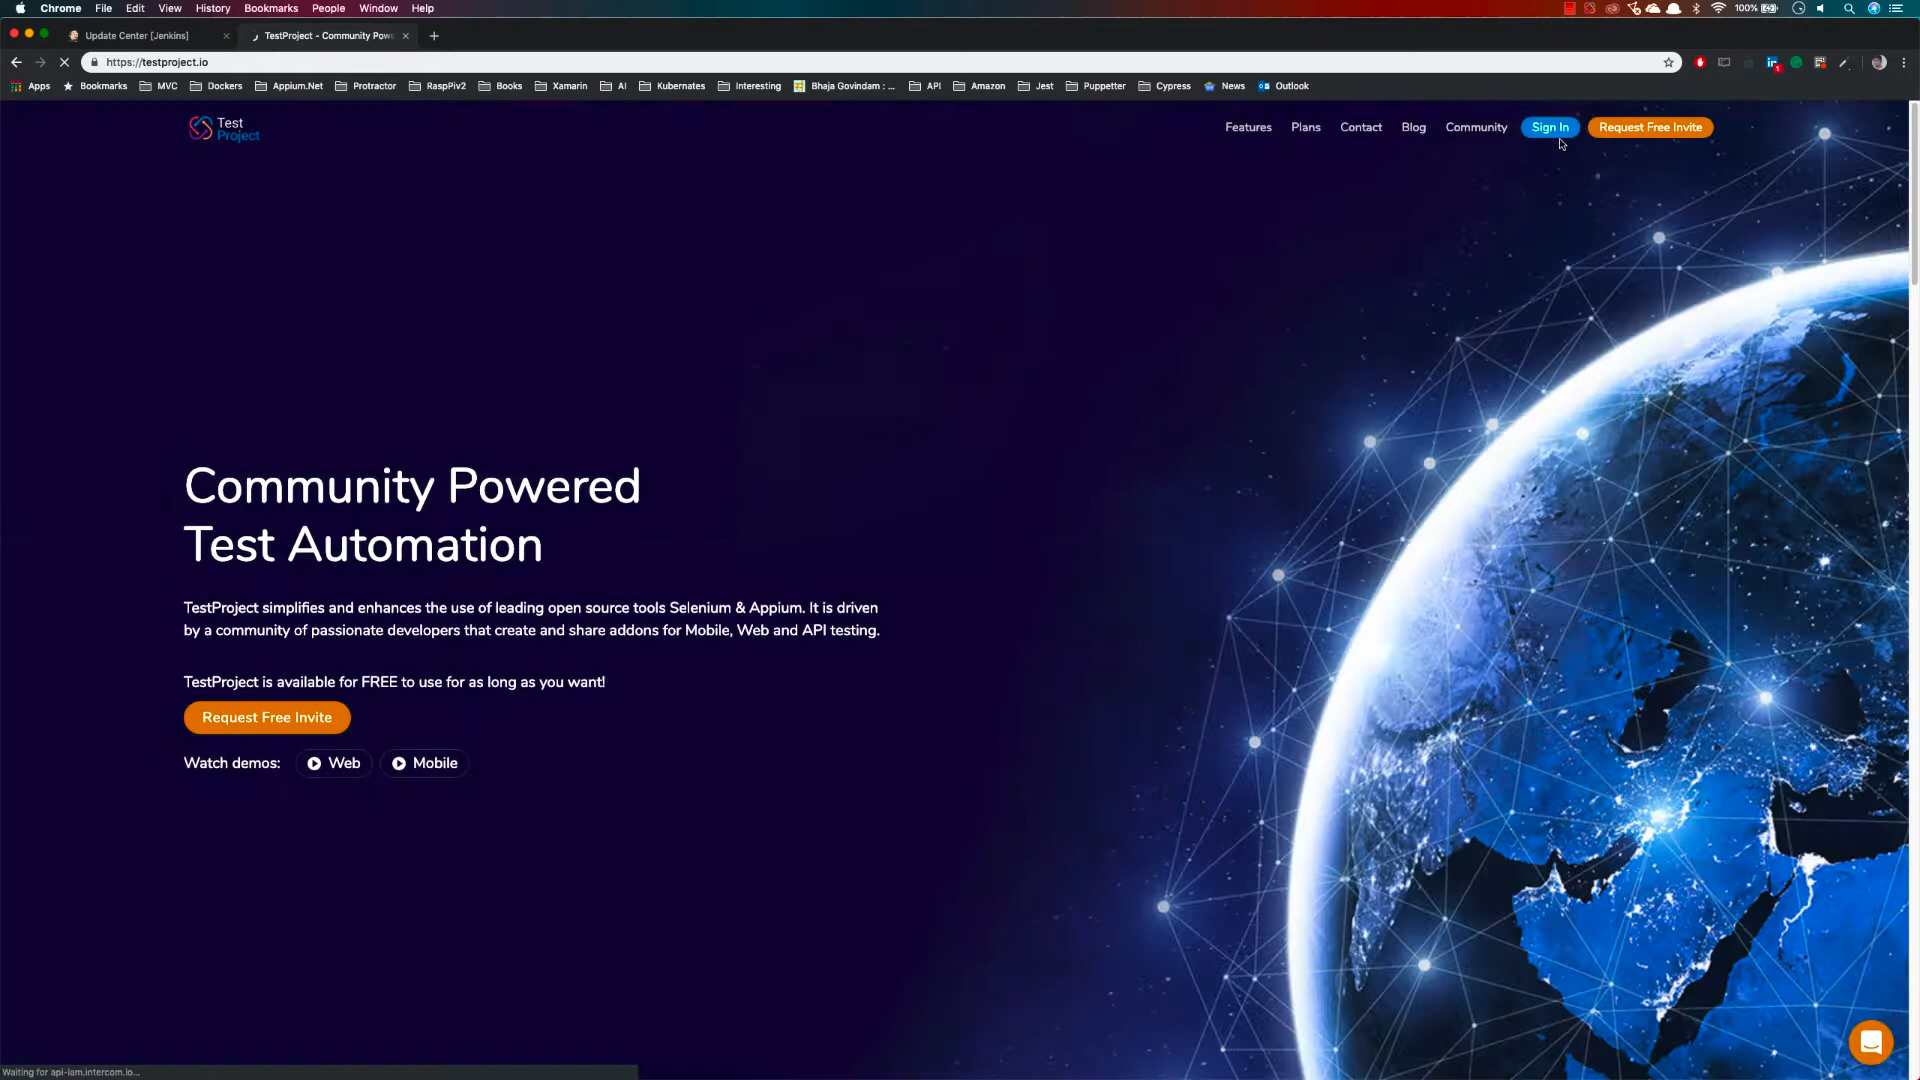 Chrome File Edit View History Bookmarks People Window Help 100%
Update Center [Jenkins] TestProject - Community Pow
https://testproject.io
Apps Bookmarks MVC Dockers Appium.Net Protractor RaspPiv2 Books Xamarin AI Kubernates Interesting Bhaja Govindam : ... API Amazon Jest Puppetter Cypress News Outlook
Test
Project
Features Plans Contact Blog Community Sign In Request Free Invite
Community Powered
Test Automation
TestProject simplifies and enhances the use of leading open source tools Selenium & Appium. It is driven
by a community of passionate developers that create and share addons for Mobile, Web and API testing.
TestProject is available for FREE to use for as long as you want!
Request Free Invite
Watch demos: Web Mobile
Waiting for api-iam.intercom.io...